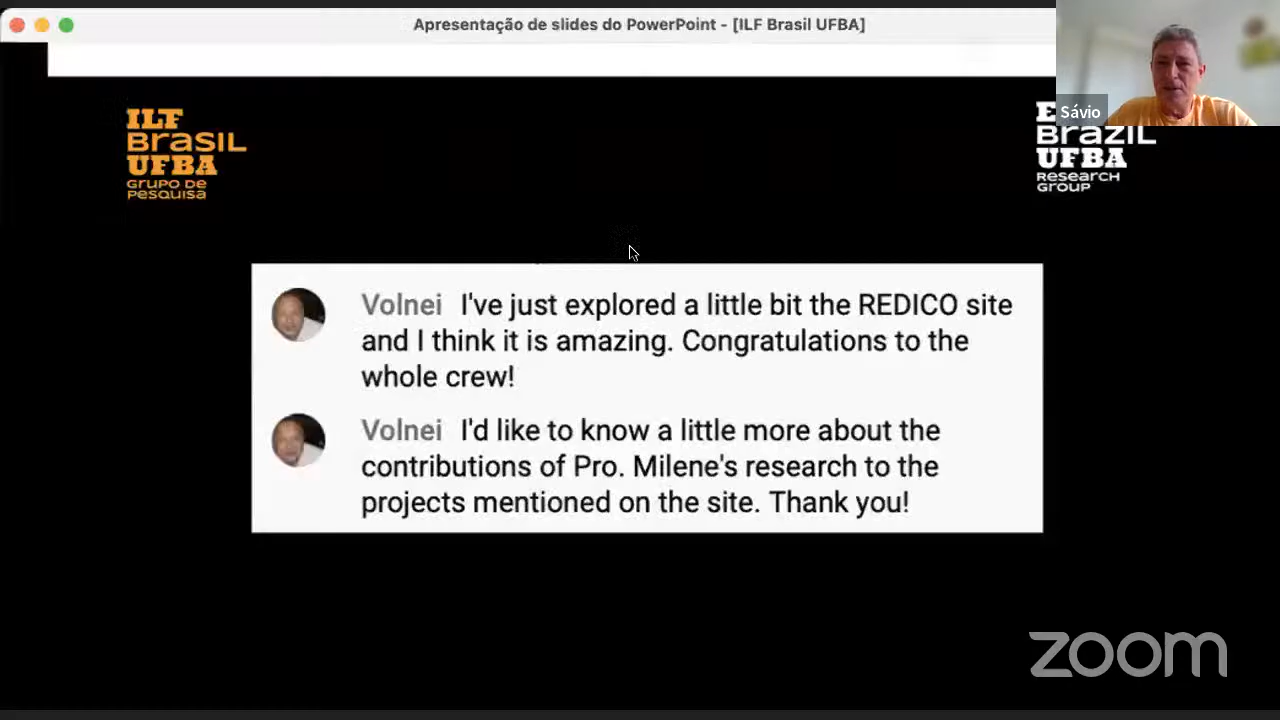 Apresentação de slides do PowerPoint - [ILF Brasil UFBA]
Sávio
ILF
Brasil
UFBA
GRUPO DE
PESQUISA
E
Brazil
UFBA
RESEARCH
GROUP
Volnei I've just explored a little bit the REDICO site
and I think it is amazing. Congratulations to the
whole crew!
Volnei I'd like to know a little more about the
contributions of Pro. Milene's research to the
projects mentioned on the site. Thank you!
zoom